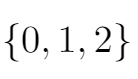 {0, 1, 2}